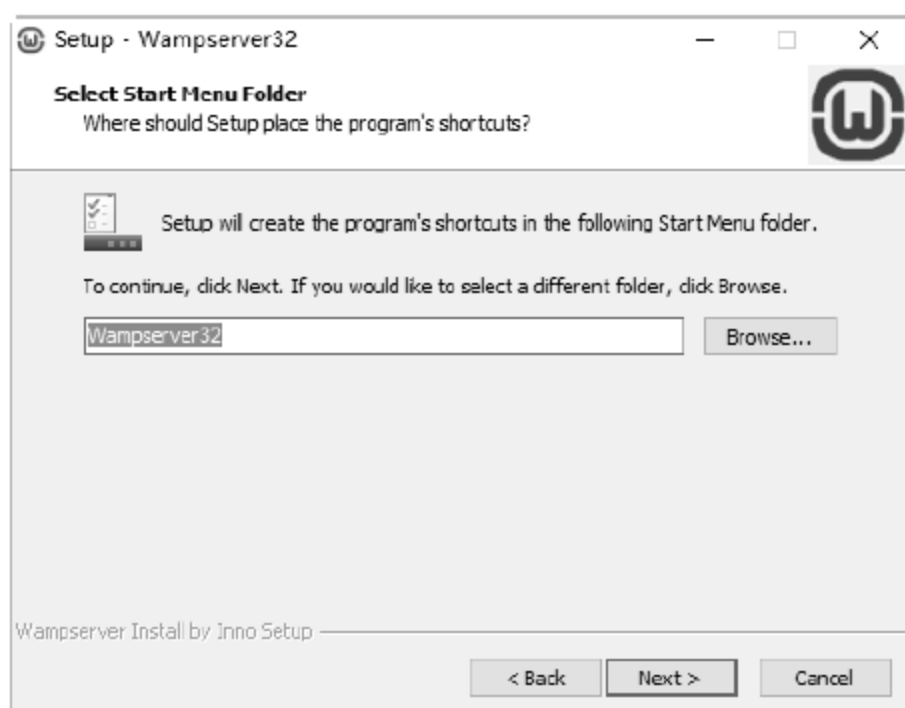 Setup - Wampserver32
Select Start Menu Folder
Where should Setup place the program's shortcuts?
Setup will create the program's shortcuts in the following Start Menu folder.
To continue, click Next. If you would like to select a different folder, click Browse.
Wampserver32
Browse...
Wampserver Install by Inno Setup
< Back
Next >
Cancel